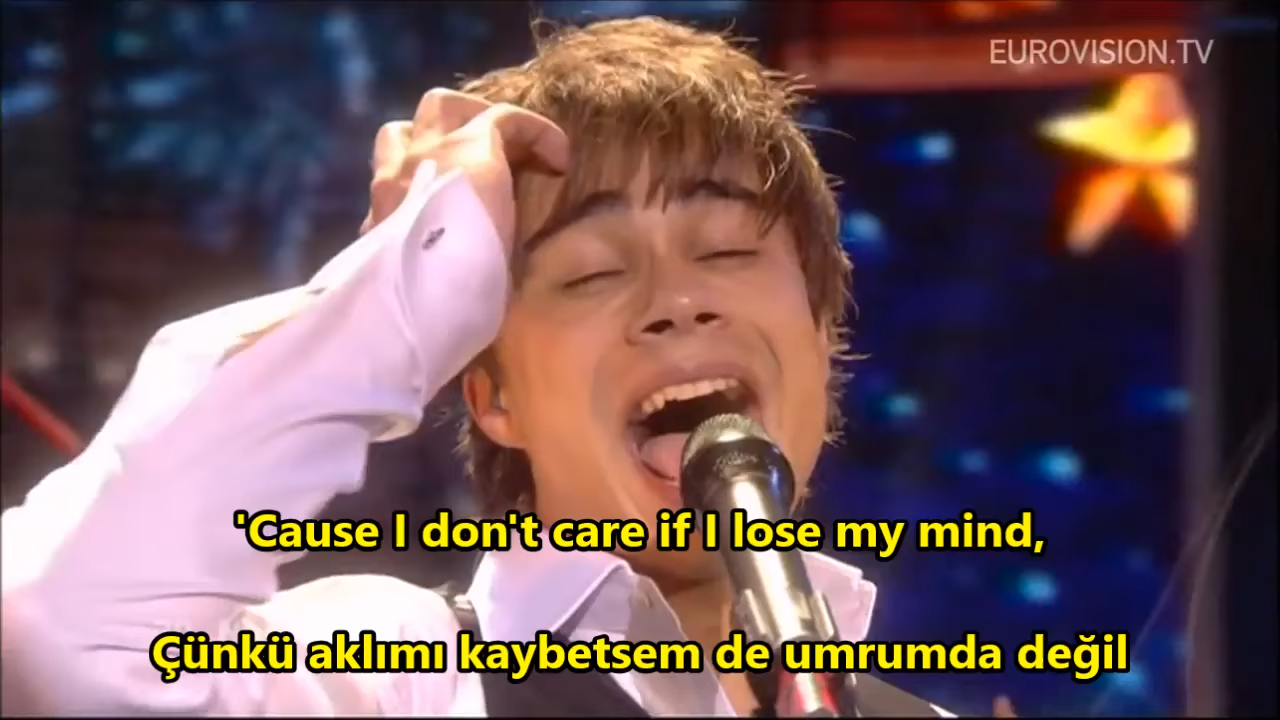 EUROVISION.TV
'Cause I don't care if I lose my mind,
Çünkü aklımı kaybetsem de umrumda değil